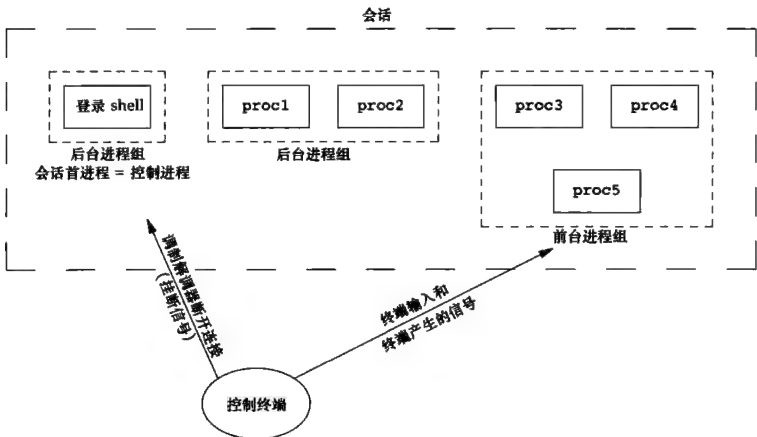 会话
登录 shell
proc1
proc2
proc3
proc4
proc5
后台进程组
会话首进程 = 控制进程
后台进程组
前台进程组
调制解调器断开连接
(挂断信号)
终端输入和
终端产生的信号
控制终端